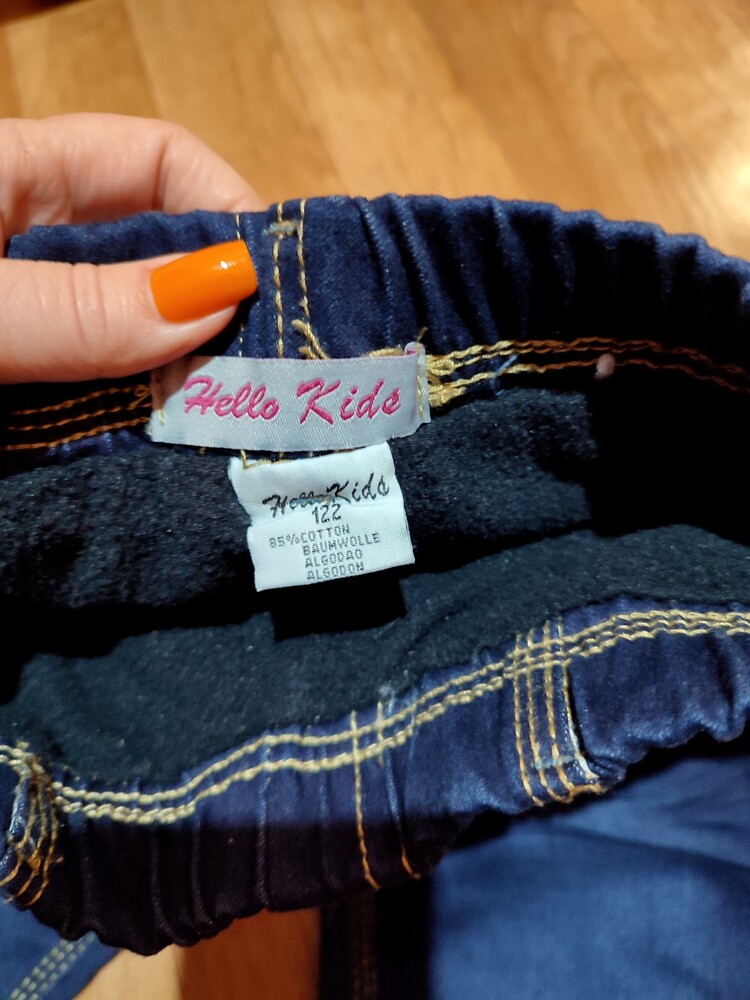 Hello Kids
Hello Kids
122
85%COTTON
BAUMWOLLE
ALGODAO
ALGODON